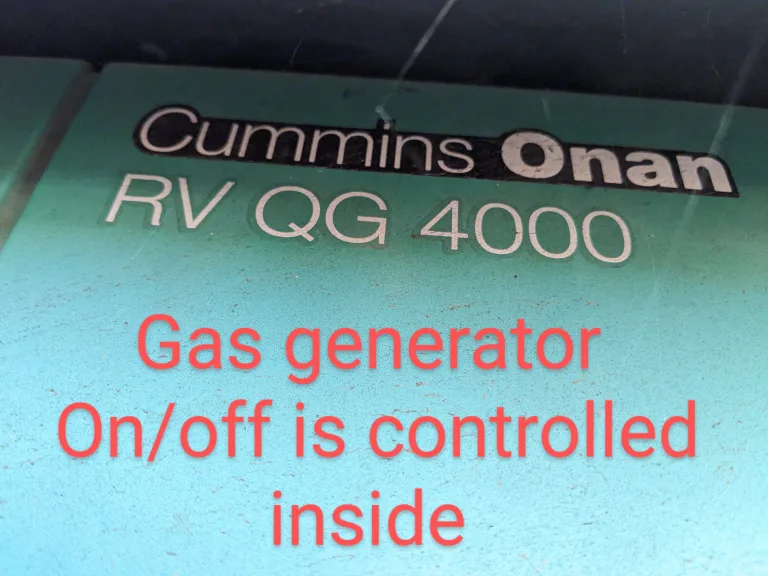 Cummins Onan
RV QG 4000
Gas generator
On/off is controlled
inside